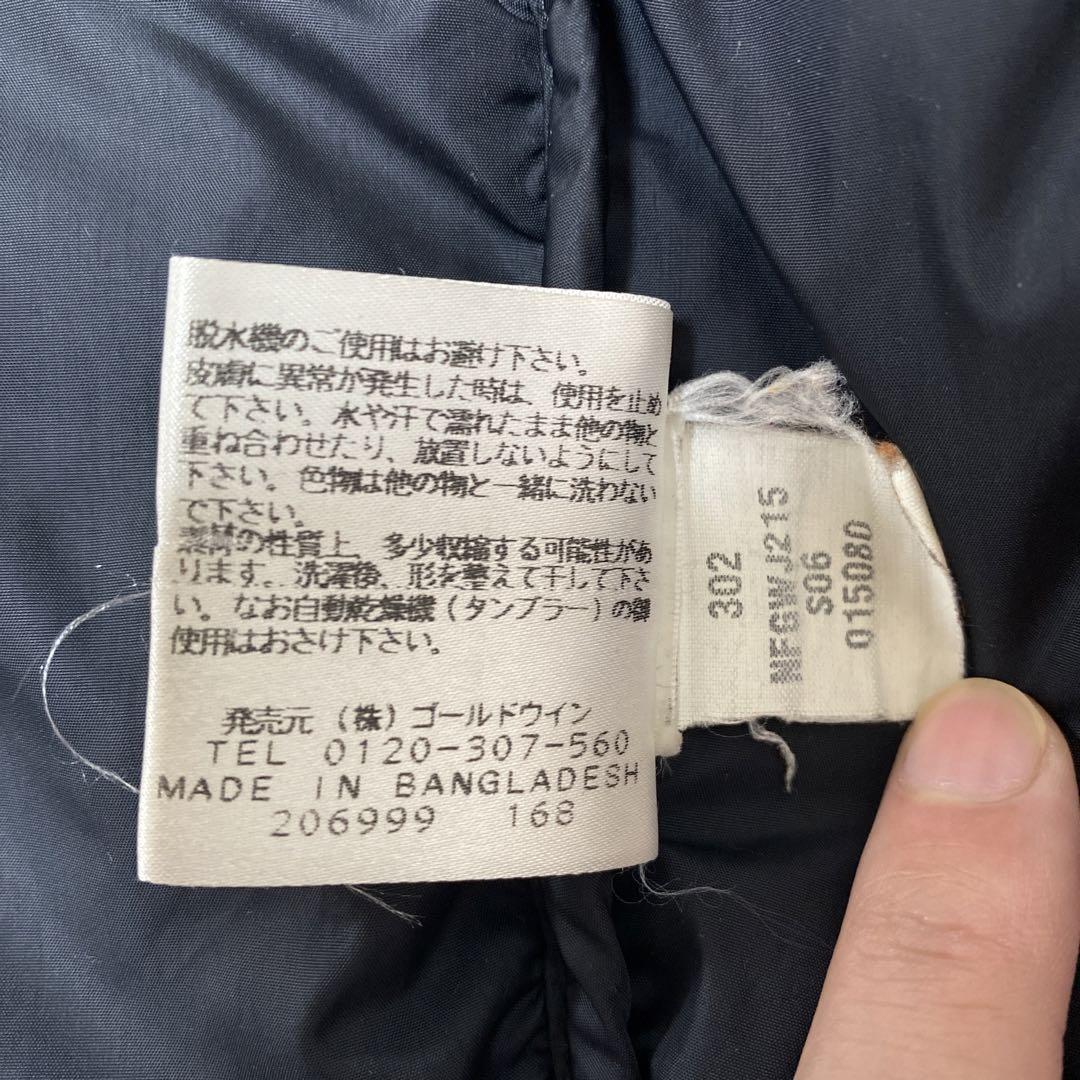 脱水機のご使用はお避け下さい。
皮膚に異常が発生した時は、使用を止め
て下さい。水や汗で濡れたまま他の物と
重ね合わせたり、放置しないようにして
下さい。色物は他の物と一緒に洗わない
で下さい。
素材の性質上、多少収縮する可能性があ
ります。洗濯後、形を整えて干して下さ
い。なお自動乾燥機(タンブラー)の御
使用はおさけ下さい。
発売元 (株)ゴールドウイン
TEL 0120-307-560
MADE IN BANGLADESH
206999 168
302
NFGWJ215
S06
015080